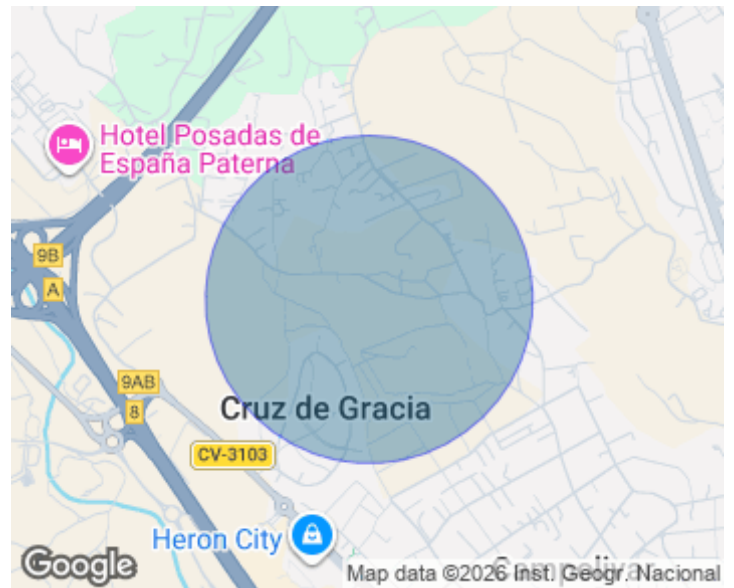 Hotel Posadas de
España Paterna
9B
A
9AB
8
Cruz de Gracia
CV-3103
Heron City
Google
Map data ©2026 Inst. Geogr. Nacional